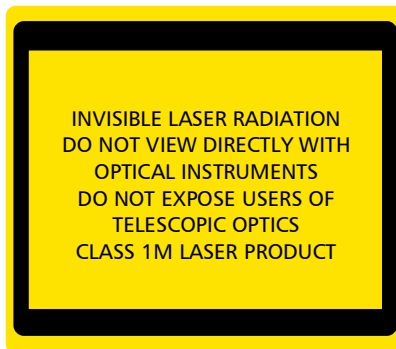 INVISIBLE LASER RADIATION
DO NOT VIEW DIRECTLY WITH
OPTICAL INSTRUMENTS
DO NOT EXPOSE USERS OF
TELESCOPIC OPTICS
CLASS 1M LASER PRODUCT